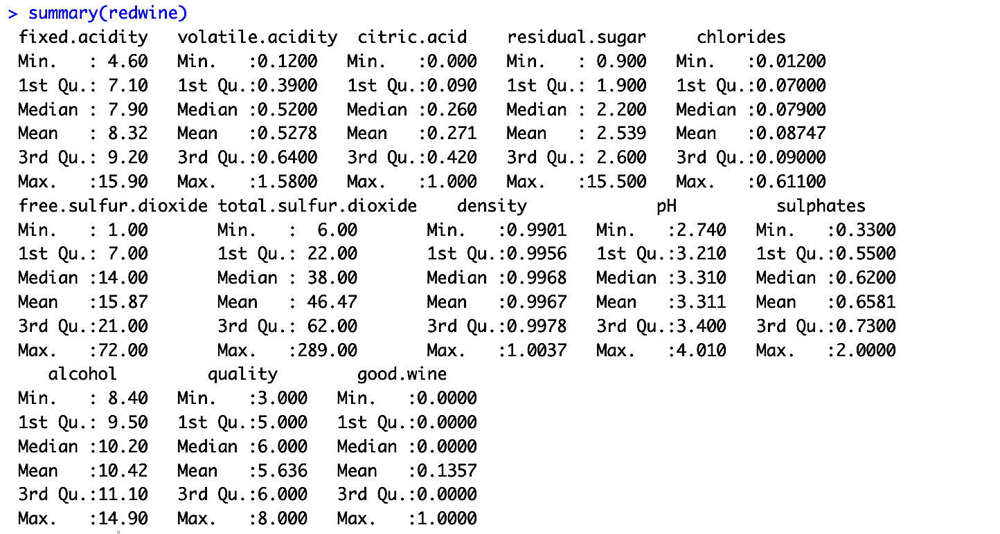 > summary(redwine)
fixed.acidity volatile.acidity citric.acid residual.sugar chlorides
Min. : 4.60 Min. :0.1200 Min. :0.000 Min. : 0.900 Min. :0.01200
1st Qu.: 7.10 1st Qu.:0.3900 1st Qu.:0.090 1st Qu.: 1.900 1st Qu.:0.07000
Median : 7.90 Median :0.5200 Median :0.260 Median : 2.200 Median :0.07900
Mean : 8.32 Mean :0.5278 Mean :0.271 Mean : 2.539 Mean :0.08747
3rd Qu.: 9.20 3rd Qu.:0.6400 3rd Qu.:0.420 3rd Qu.: 2.600 3rd Qu.:0.09000
Max. :15.90 Max. :1.5800 Max. :1.000 Max. :15.500 Max. :0.61100
free.sulfur.dioxide total.sulfur.dioxide density pH sulphates
Min. : 1.00 Min. : 6.00 Min. :0.9901 Min. :2.740 Min. :0.3300
1st Qu.: 7.00 1st Qu.: 22.00 1st Qu.:0.9956 1st Qu.:3.210 1st Qu.:0.5500
Median :14.00 Median : 38.00 Median :0.9968 Median :3.310 Median :0.6200
Mean :15.87 Mean : 46.47 Mean :0.9967 Mean :3.311 Mean :0.6581
3rd Qu.:21.00 3rd Qu.: 62.00 3rd Qu.:0.9978 3rd Qu.:3.400 3rd Qu.:0.7300
Max. :72.00 Max. :289.00 Max. :1.0037 Max. :4.010 Max. :2.0000
alcohol quality good.wine
Min. : 8.40 Min. :3.000 Min. :0.0000
1st Qu.: 9.50 1st Qu.:5.000 1st Qu.:0.0000
Median :10.20 Median :6.000 Median :0.0000
Mean :10.42 Mean :5.636 Mean :0.1357
3rd Qu.:11.10 3rd Qu.:6.000 3rd Qu.:0.0000
Max. :14.90 Max. :8.000 Max. :1.0000